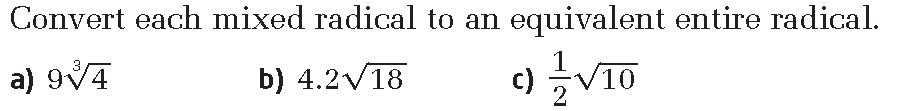 Convert each mixed radical to an equivalent entire radical.
a) 9∛4 b) 4.2√18 c) 1/2√10